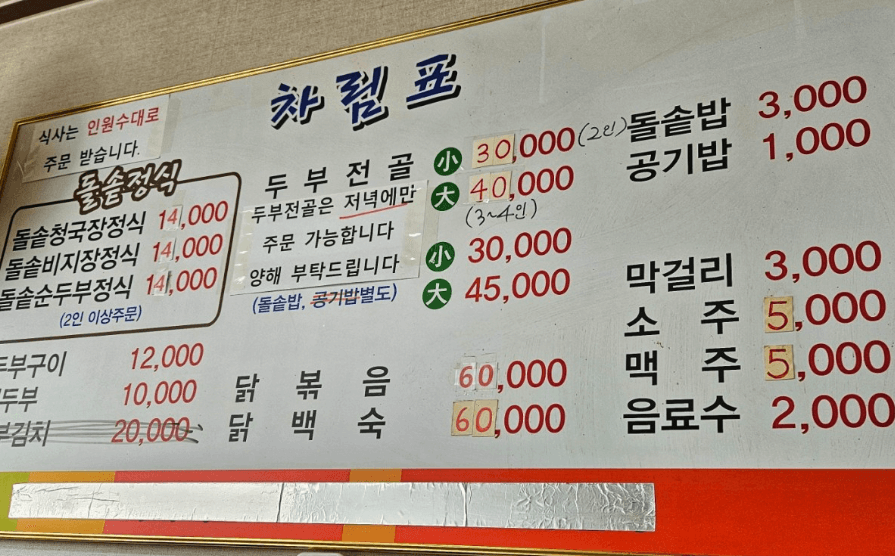 차림표
식사는 인원수대로
주문 받습니다.
돌솥정식
돌솥청국장정식 14,000
돌솥비지장정식 14,000
돌솥순두부정식 14,000
(2인 이상주문)
두부구이 12,000
두부 10,000
부김치 20,000
두부전골 小 30,000 (2인)
大 40,000
(3~4인)
두부전골은 저녁에만
주문 가능합니다
양해 부탁드립니다
小 30,000
大 45,000
(돌솥밥, 공기밥별도)
닭볶음 60,000
닭백숙 60,000
돌솥밥 3,000
공기밥 1,000
막걸리 3,000
소주 5,000
맥주 5,000
음료수 2,000